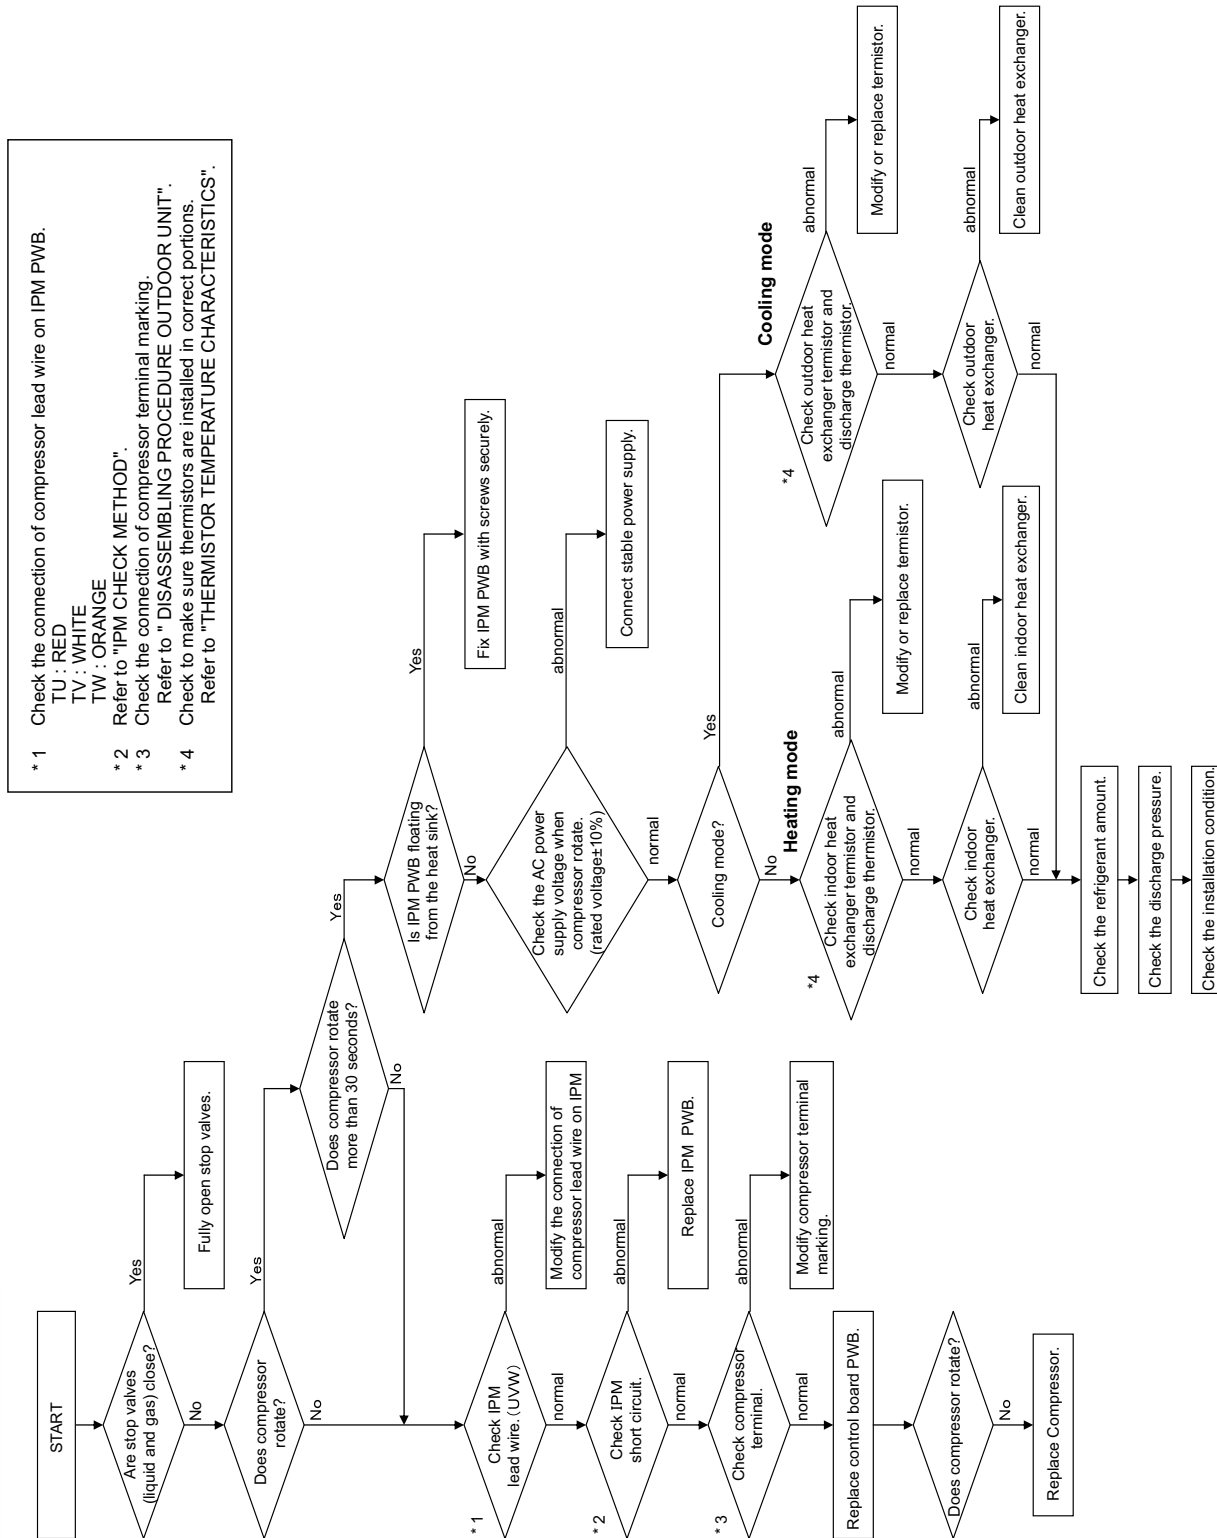 * 1 Check the connection of compressor lead wire on IPM PWB.
TU : RED
TV : WHITE
TW : ORANGE
* 2 Refer to "IPM CHECK METHOD".
* 3 Check the connection of compressor terminal marking.
Refer to " DISASSEMBLING PROCEDURE OUTDOOR UNIT".
* 4 Check to make sure thermistors are installed in correct portions.
Refer to "THERMISTOR TEMPERATURE CHARACTERISTICS".
START
Are stop valves
(liquid and gas) close?
Yes
Fully open stop valves.
No
Does compressor
rotate?
Yes
No
Does compressor rotate
more than 30 seconds?
Yes
No
*1
Check IPM
lead wire.(UVW)
abnormal
Modify the connection of
compressor lead wire on IPM
normal
*2
Check IPM
short circuit.
abnormal
Replace IPM PWB.
normal
*3
Check compressor
terminal.
abnormal
Modify compressor terminal
marking.
normal
Replace control board PWB.
Does compressor rotate?
No
Replace Compressor.
Is IPM PWB floating
from the heat sink?
Yes
Fix IPM PWB with screws securely.
No
Check the AC power
supply voltage when
compressor rotate.
(rated voltage±10%)
abnormal
Connect stable power supply.
normal
Cooling mode?
Yes
No
Heating mode
*4
Check indoor heat
exchanger termistor and
discharge thermistor.
abnormal
Modify or replace termistor.
normal
Check indoor
heat exchanger.
abnormal
Clean indoor heat exchanger.
normal
Cooling mode
*4
Check outdoor heat
exchanger termistor and
discharge thermistor.
abnormal
Modify or replace termistor.
normal
Check outdoor
heat exchanger.
abnormal
Clean outdoor heat exchanger.
normal
Check the refrigerant amount.
Check the discharge pressure.
Check the installation condition.